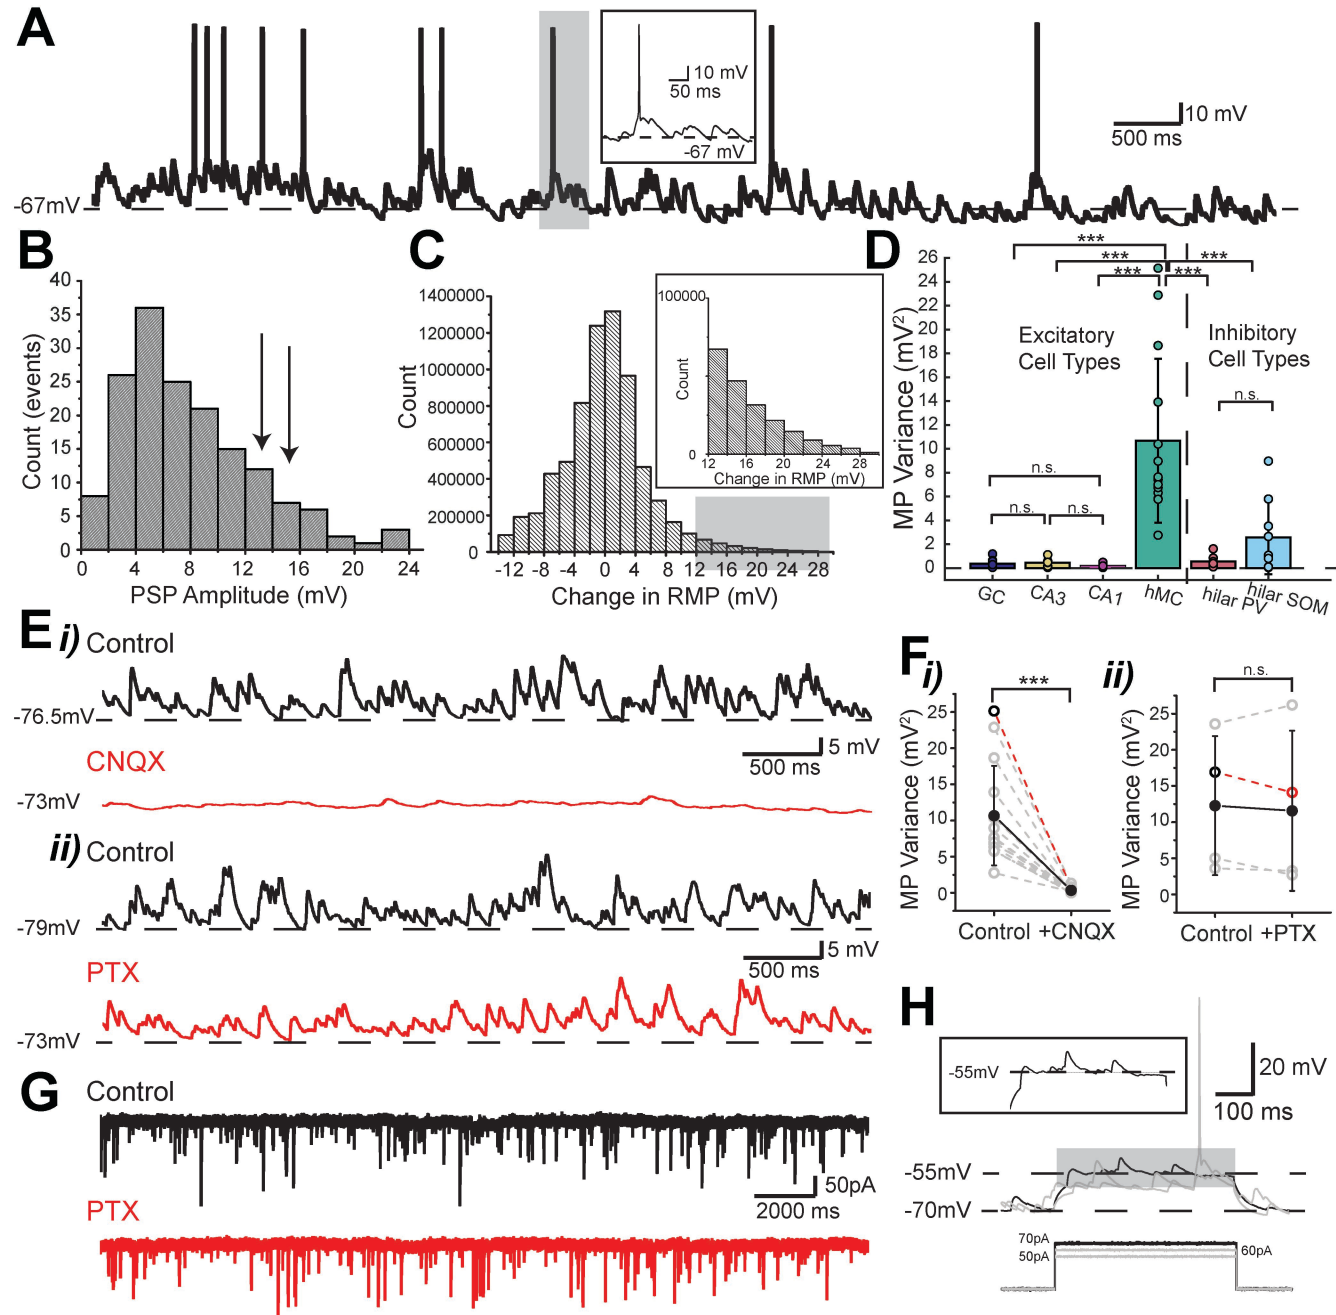 A
10 mV
50 ms
-67 mV
10 mV
500 ms
-67mV
B
Count (events)
40
35
30
25
20
15
10
5
0
0 4 8 12 16 20 24
PSP Amplitude (mV)
C
Count
1400000
1200000
1000000
800000
600000
400000
200000
0
-12 -8 -4 0 4 8 12 16 20 24 28
Change in RMP (mV)
100000
Count
0
12 16 20 24 28
Change in RMP (mV)
D
MP Variance (mV²)
26
24
22
20
18
16
14
12
10
8
6
4
2
0
***
*** ***
*** ***
Excitatory
Cell Types
Inhibitory
Cell Types
n.s.
n.s.
n.s. n.s.
GC CA3 CA1 hMC hilar PV hilar SOM
E
i) Control
-76.5mV
5 mV
500 ms
CNQX
-73mV
ii) Control
-79mV
5 mV
500 ms
PTX
-73mV
F
i)
***
MP Variance (mV²)
25
20
15
10
5
0
Control +CNQX
ii)
n.s.
MP Variance (mV²)
25
20
15
10
5
0
Control +PTX
G
Control
50pA
2000 ms
PTX
H
-55mV
20 mV
100 ms
-55mV
-70mV
70pA
50pA
60pA